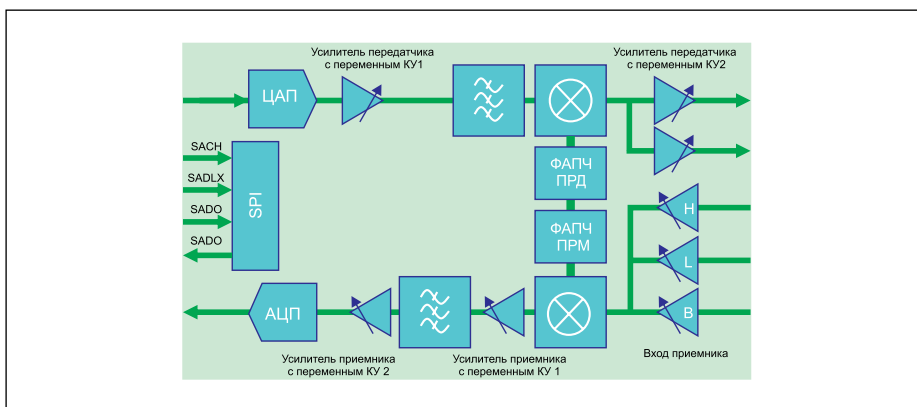 Усилитель передатчика
с переменным КУ1
Усилитель передатчика
с переменным КУ2
ЦАП
SACH
SADLX
SADO
SADO
SPI
ФАПЧ
ПРД
ФАПЧ
ПРМ
H
L
B
АЦП
Усилитель приемника
с переменным КУ 2
Усилитель приемника
с переменным КУ 1
Вход приемника